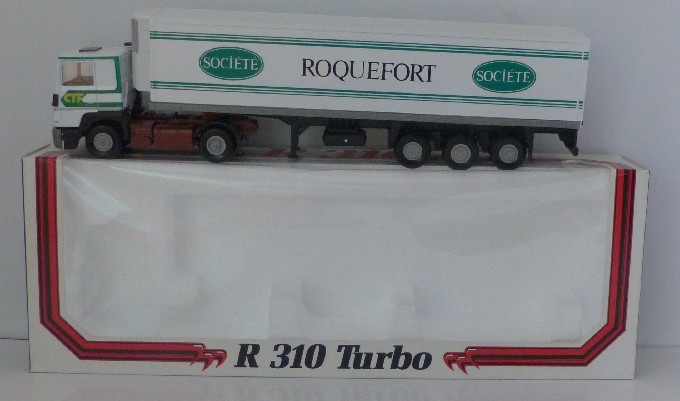 SOCIÉTÉ ROQUEFORT SOCIÉTÉ
R 310 Turbo